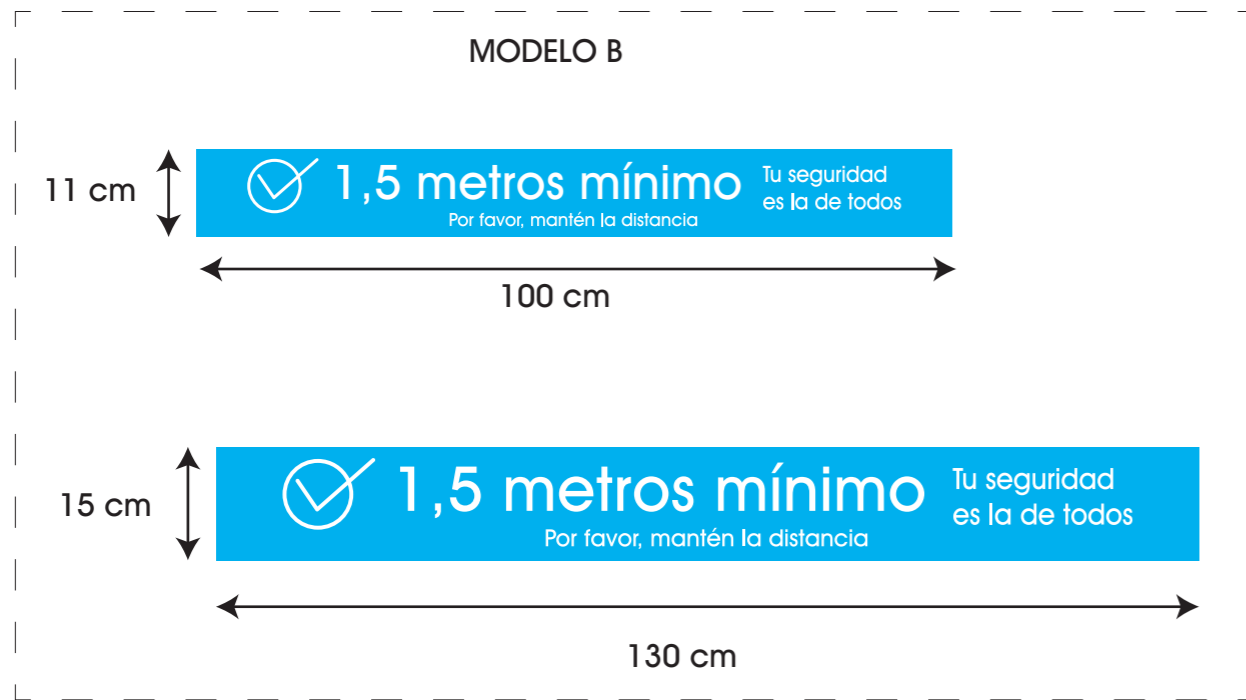 MODELO B
11 cm
1,5 metros mínimo
Por favor, mantén la distancia
Tu seguridad
es la de todos
100 cm
15 cm
1,5 metros mínimo
Por favor, mantén la distancia
Tu seguridad
es la de todos
130 cm